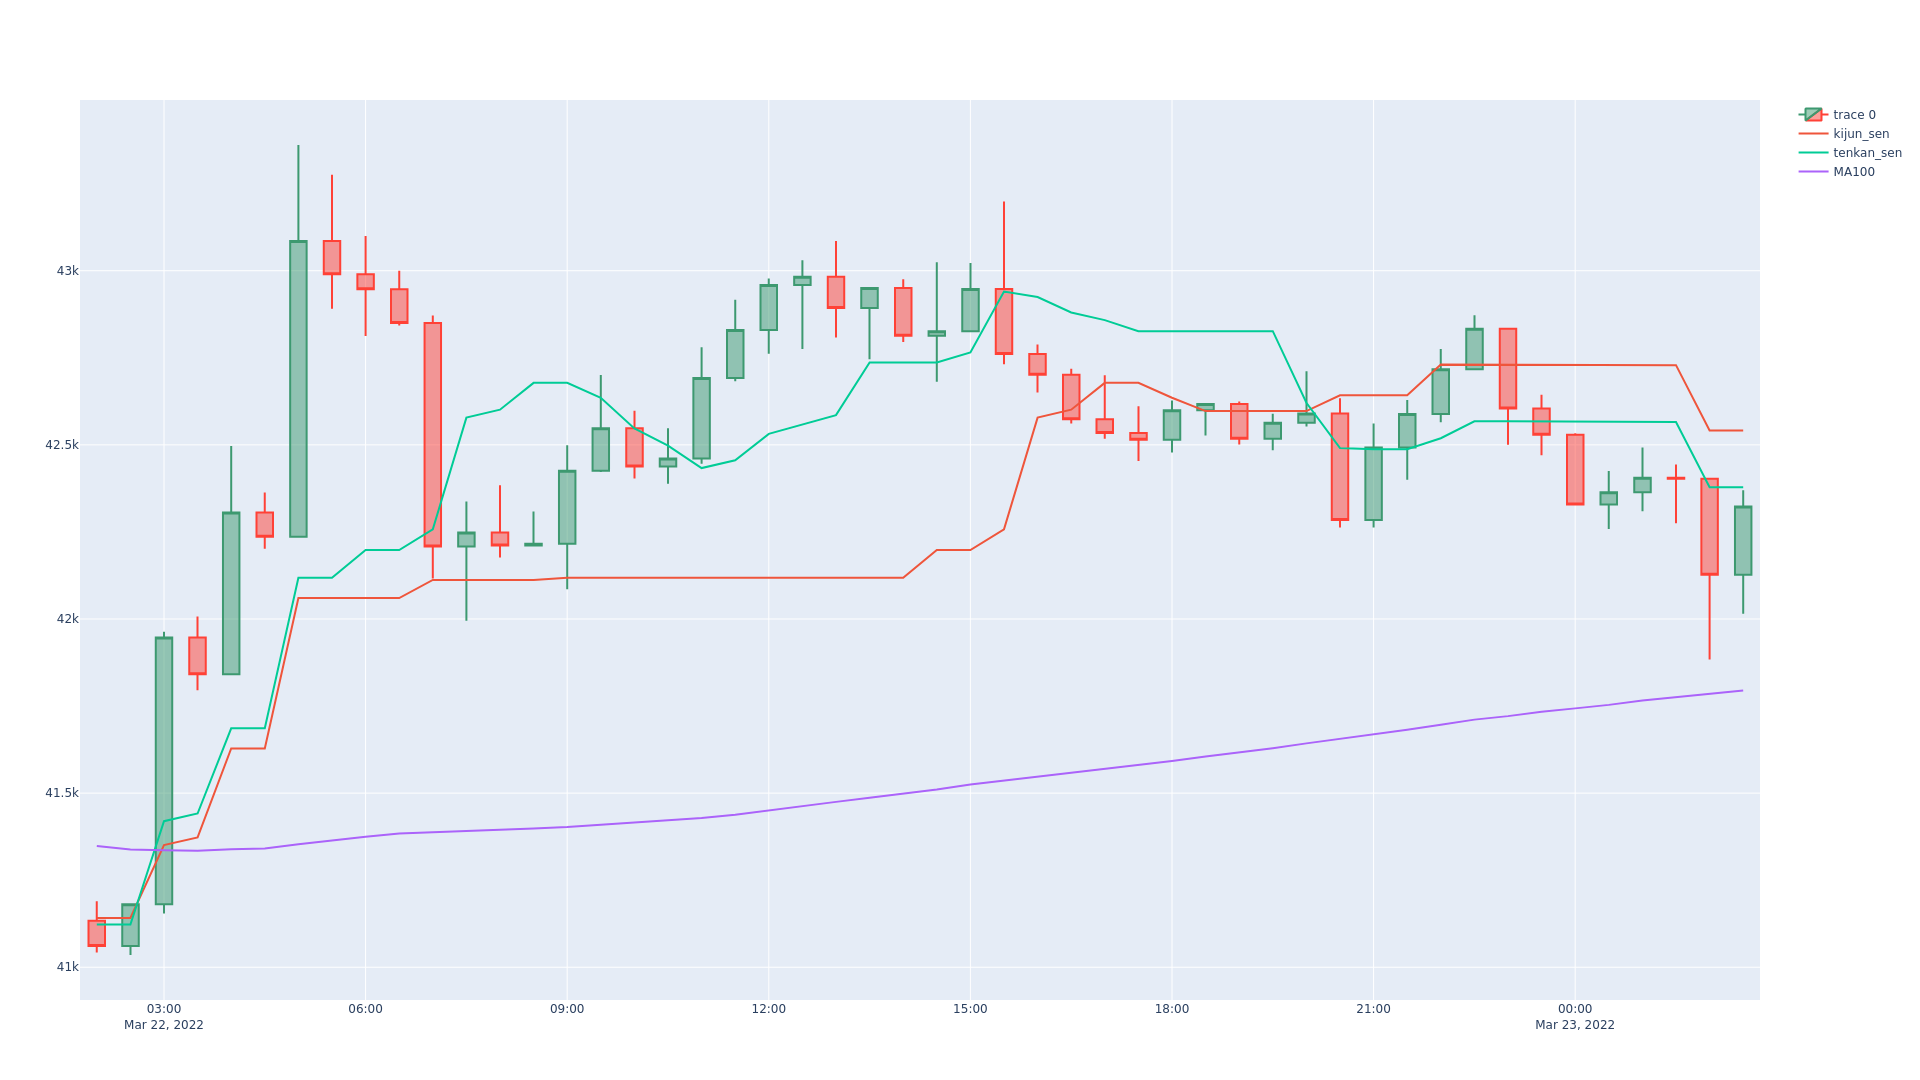 trace 0
kijun_sen
tenkan_sen
MA100
43k
42.5k
42k
41.5k
41k
03:00 06:00 09:00 12:00 15:00 18:00 21:00 00:00
Mar 22, 2022 Mar 23, 2022